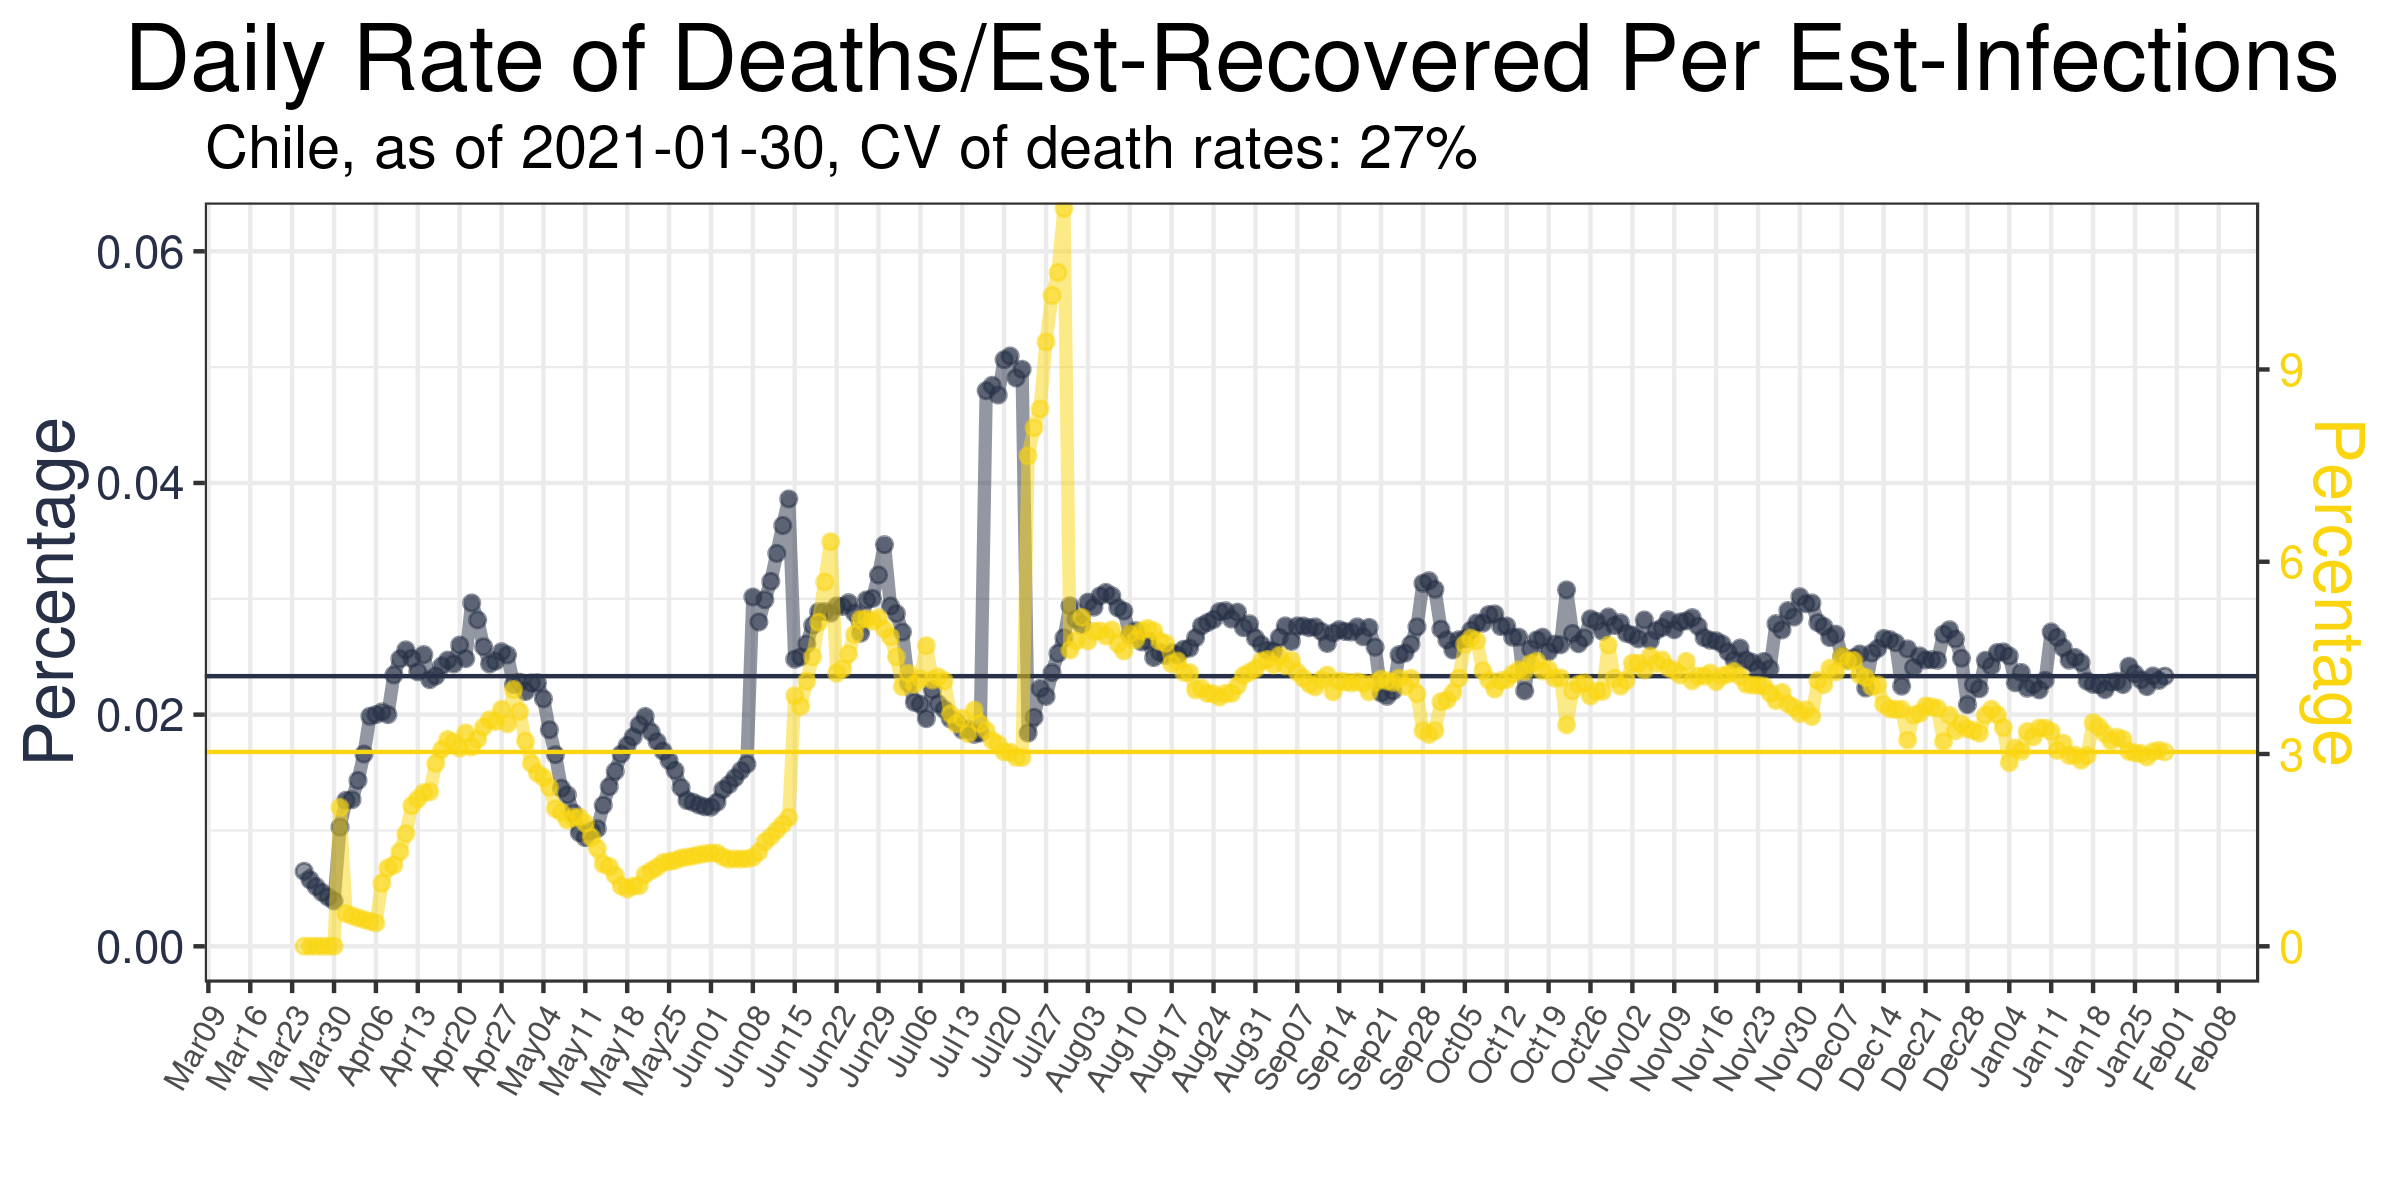 Daily Rate of Deaths/Est-Recovered Per Est-Infections
Chile, as of 2021-01-30, CV of death rates: 27%
Percentage
0.06
0.04
0.02
0.00
9
6
3
0
Percentage
Mar09
Mar16
Mar23
Mar30
Apr06
Apr13
Apr20
Apr27
May04
May11
May18
May25
Jun01
Jun08
Jun15
Jun22
Jun29
Jul06
Jul13
Jul20
Jul27
Aug03
Aug10
Aug17
Aug24
Aug31
Sep07
Sep14
Sep21
Sep28
Oct05
Oct12
Oct19
Oct26
Nov02
Nov09
Nov16
Nov23
Nov30
Dec07
Dec14
Dec21
Dec28
Jan04
Jan11
Jan18
Jan25
Feb01
Feb08